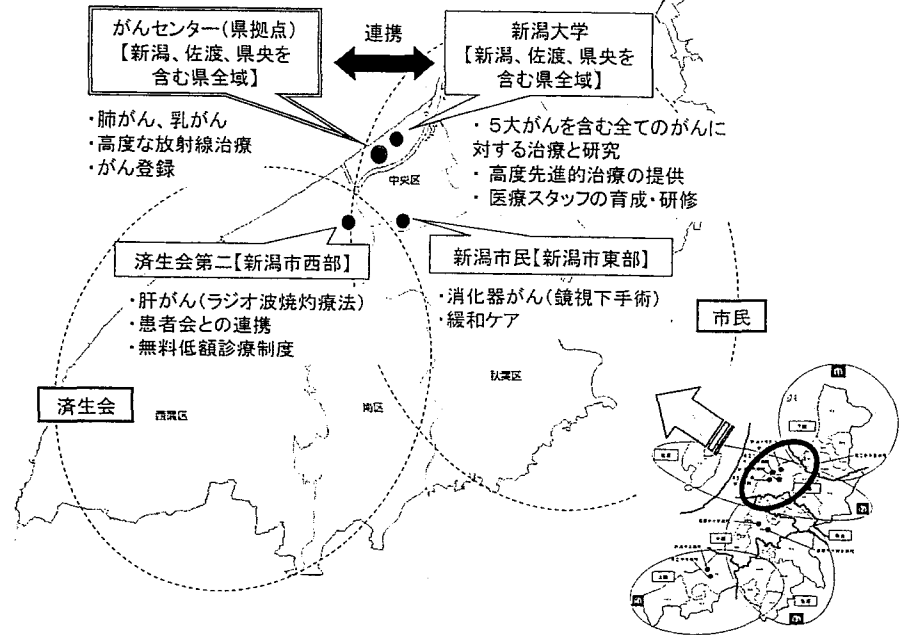 がんセンター（県拠点）
【新潟、佐渡、県央を
含む県全域】
連携
新潟大学
【新潟、佐渡、県央を
含む県全域】
・肺がん、乳がん
・高度な放射線治療
・がん登録
・５大がんを含む全てのがんに
対する治療と研究
・高度先進的治療の提供
・医療スタッフの育成・研修
中央区
済生会第二【新潟市西部】
新潟市民【新潟市東部】
・肝がん（ラジオ波焼灼療法）
・患者会との連携
・無料低額診療制度
・消化器がん（鏡視下手術）
・緩和ケア
市民
秋葉区
済生会
西蒲区
南区